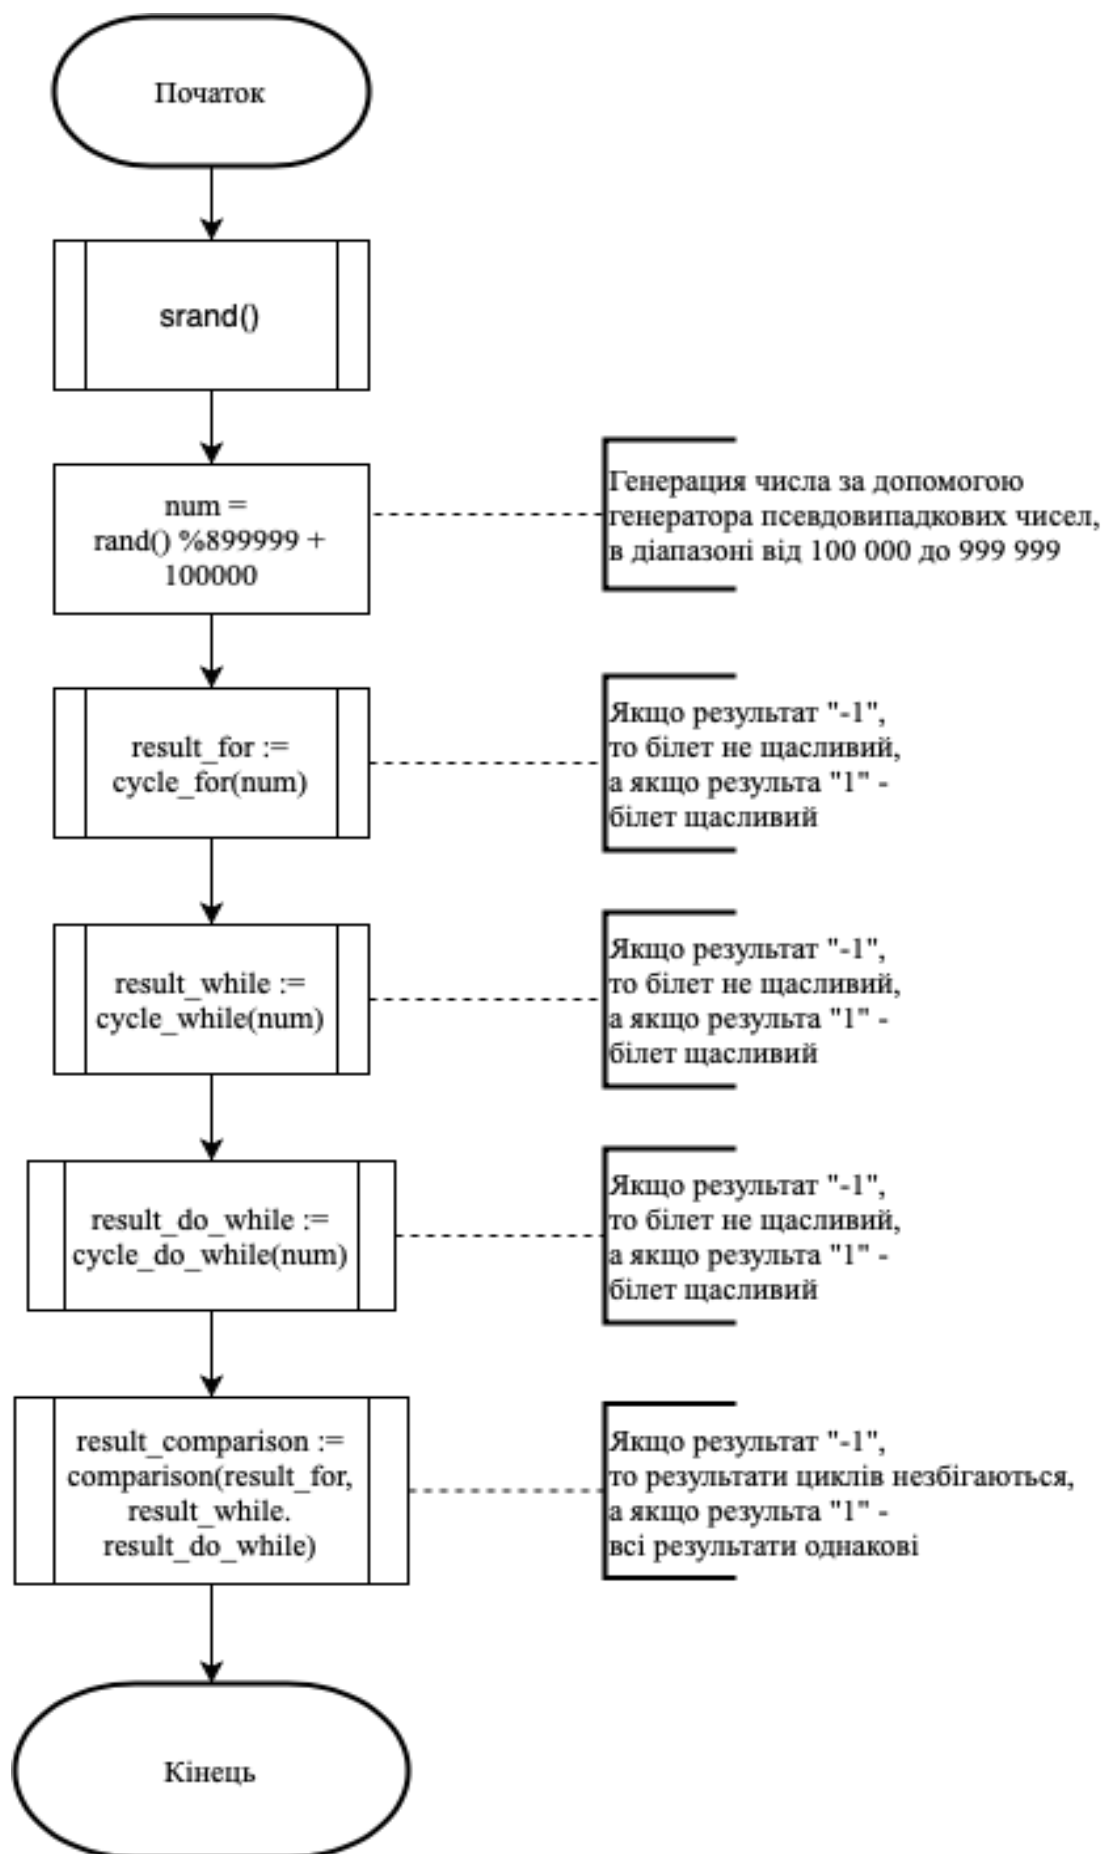 Початок
srand()
num =
rand() %899999 +
100000
Генерация числа за допомогою
генератора псевдовипадкових чисел,
в діапазоні від 100 000 до 999 999
result_for :=
cycle_for(num)
Якщо результат "-1",
то білет не щасливий,
а якщо результа "1" -
білет щасливий
result_while :=
cycle_while(num)
Якщо результат "-1",
то білет не щасливий,
а якщо результа "1" -
білет щасливий
result_do_while :=
cycle_do_while(num)
Якщо результат "-1",
то білет не щасливий,
а якщо результа "1" -
білет щасливий
result_comparison :=
comparison(result_for,
result_while.
result_do_while)
Якщо результат "-1",
то результати циклів незбігаються,
а якщо результа "1" -
всі результати однакові
Кінець